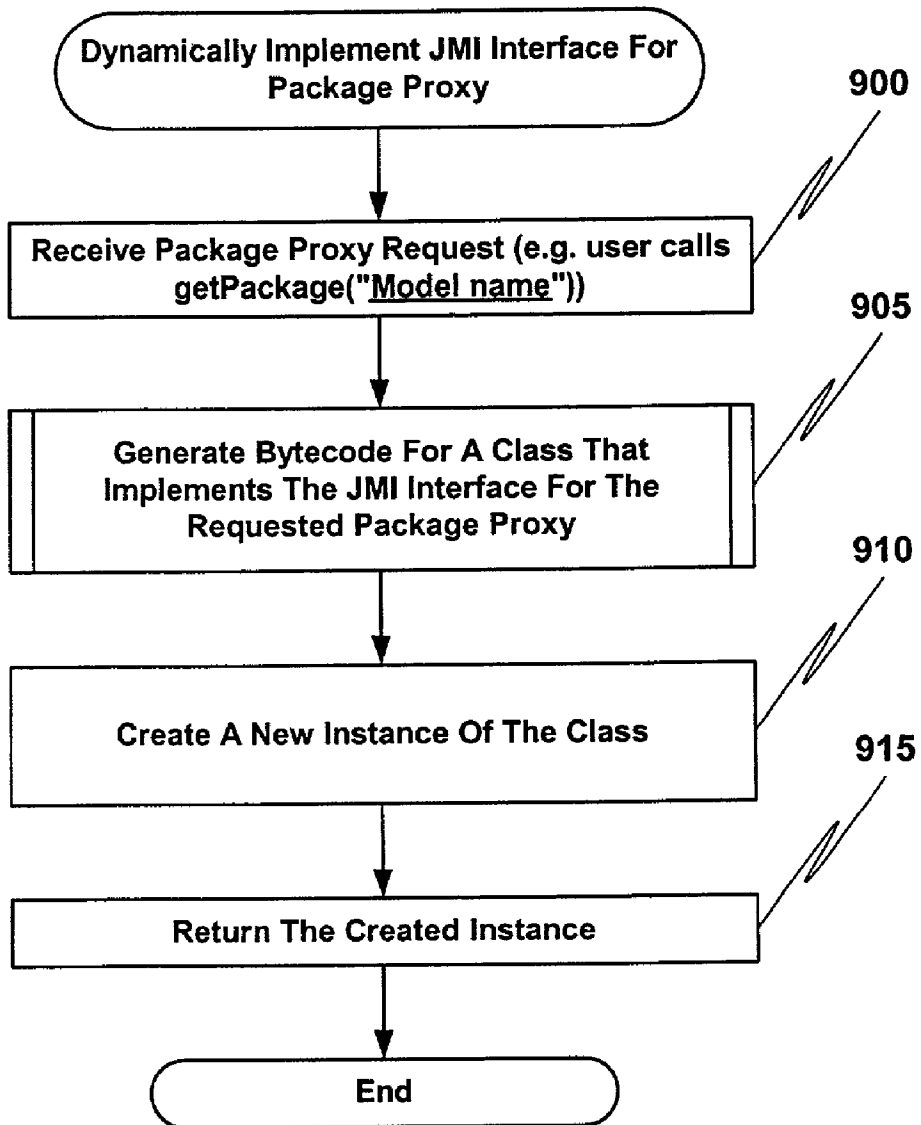 Dynamically Implement JMI Interface For
Package Proxy
900
Receive Package Proxy Request (e.g. user calls
getPackage("Model name"))
905
Generate Bytecode For A Class That
Implements The JMI Interface For The
Requested Package Proxy
910
Create A New Instance Of The Class
915
Return The Created Instance
End